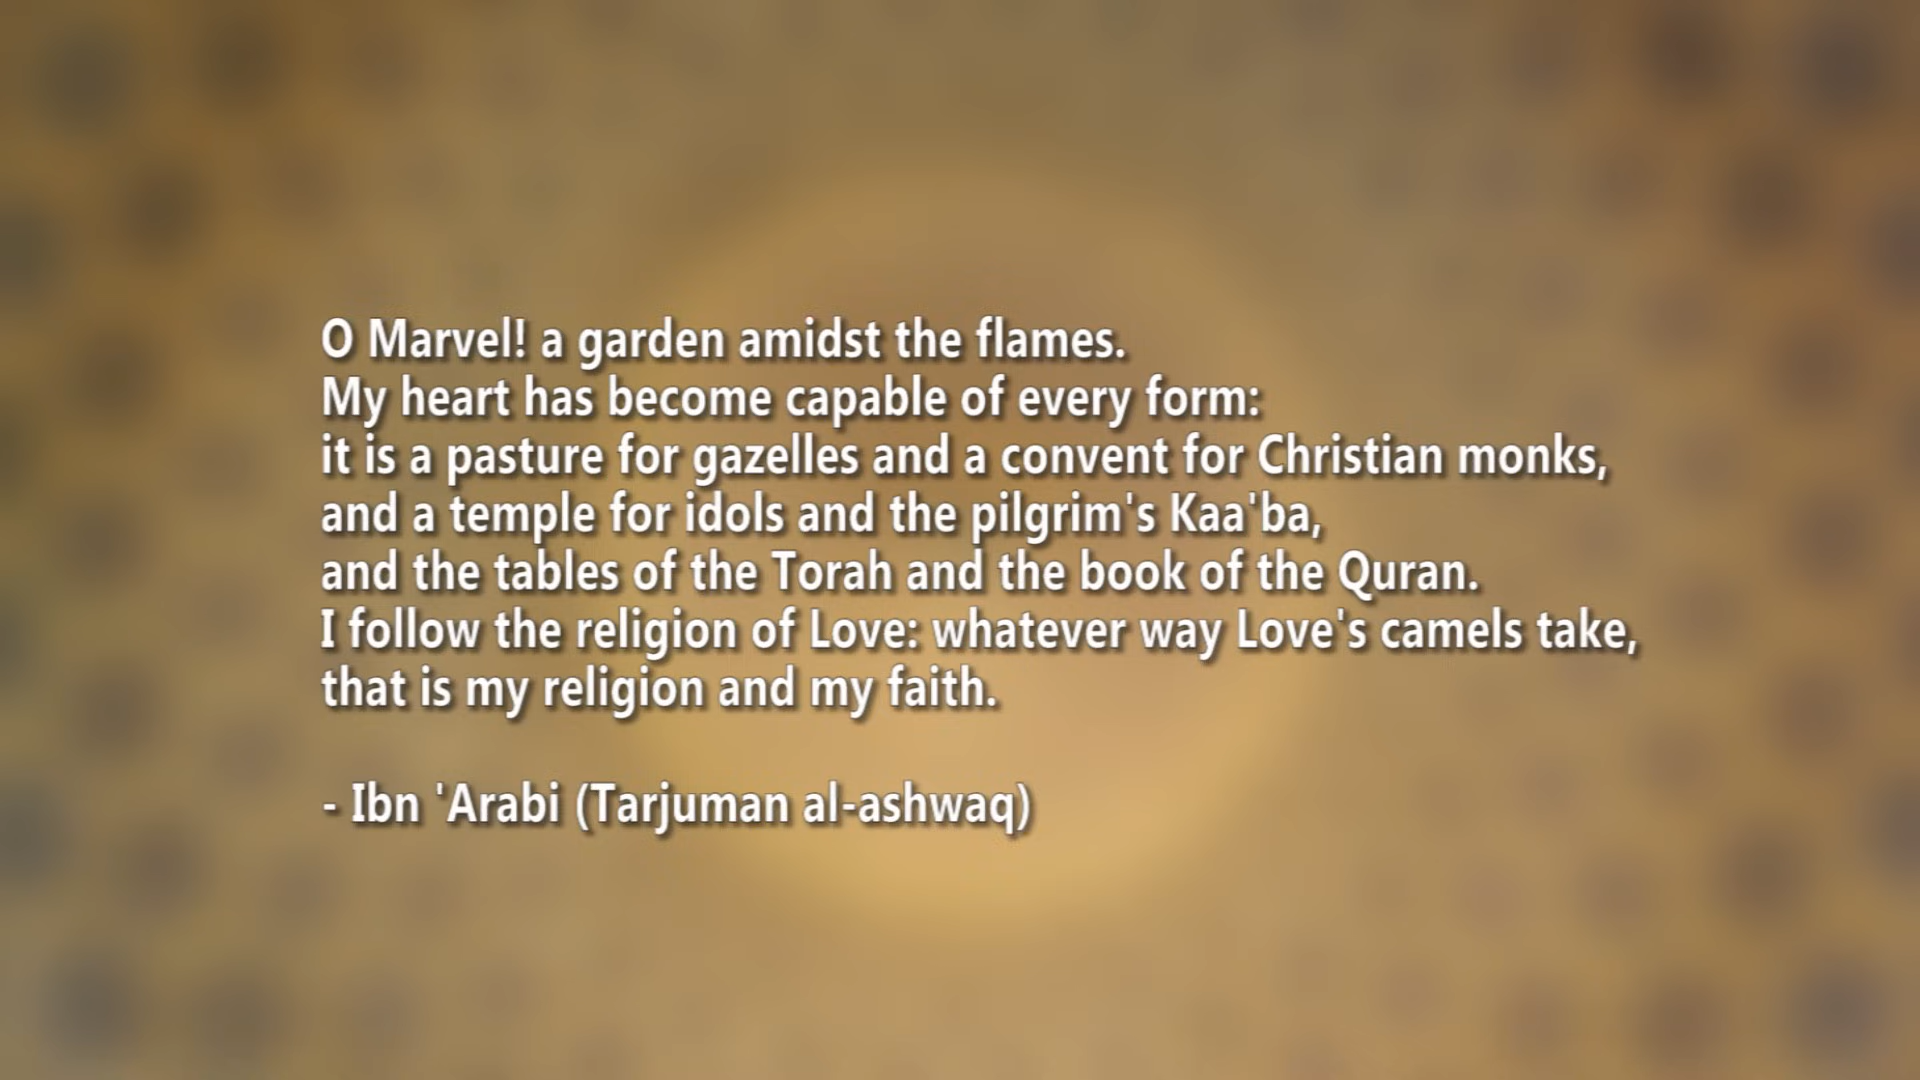 O Marvel! a garden amidst the flames.
My heart has become capable of every form:
it is a pasture for gazelles and a convent for Christian monks,
and a temple for idols and the pilgrim's Kaa'ba,
and the tables of the Torah and the book of the Quran.
I follow the religion of Love: whatever way Love's camels take,
that is my religion and my faith.
- Ibn 'Arabi (Tarjuman al-ashwaq)